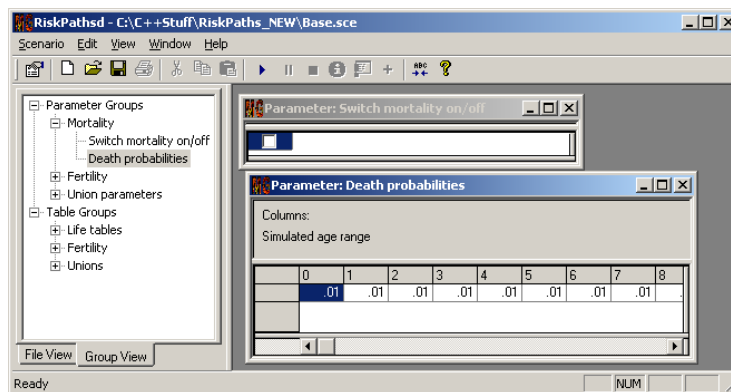 RiskPathsd - C:\C++Stuff\RiskPaths_NEW\Base.sce
Scenario Edit View Window Help
ABC
Parameter Groups
Mortality
Switch mortality on/off
Death probabilities
Fertility
Union parameters
Table Groups
Life tables
Fertility
Unions
File View Group View
Parameter: Switch mortality on/off
Parameter: Death probabilities
Columns:
Simulated age range
0 1 2 3 4 5 6 7 8
.01 .01 .01 .01 .01 .01 .01 .01 .
Ready NUM